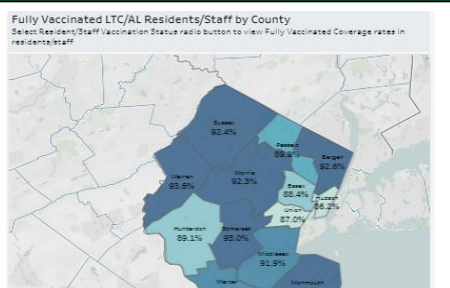 Fully Vaccinated LTC/AL Residents/Staff by County
Select Resident/Staff Vaccination Status radio button to view Fully Vaccinated Coverage rates in
residents/staff
Sussex
92.4%
Passaic
89.6%
Bergen
92.6%
Warren
93.6%
Morris
92.3%
Essex
88.4%
Hudson
86.2%
Union
87.0%
Hunterdon
89.1%
Somerset
93.0%
Middlesex
91.9%
Mercer
Monmouth